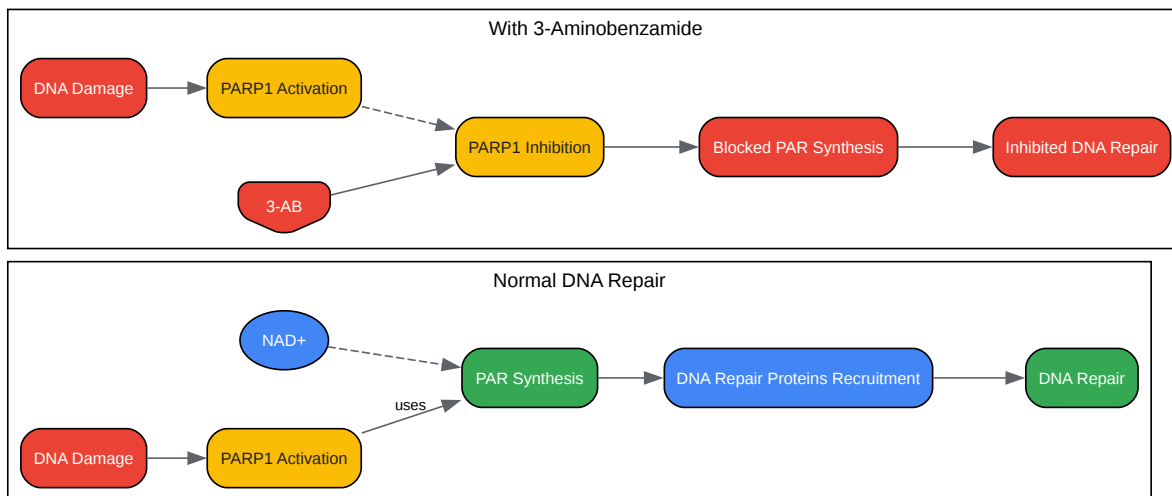 With 3-Aminobenzamide
DNA Damage
PARP1 Activation
PARP1 Inhibition
Blocked PAR Synthesis
Inhibited DNA Repair
3-AB
Normal DNA Repair
NAD+
PAR Synthesis
DNA Repair Proteins Recruitment
DNA Repair
uses
DNA Damage
PARP1 Activation